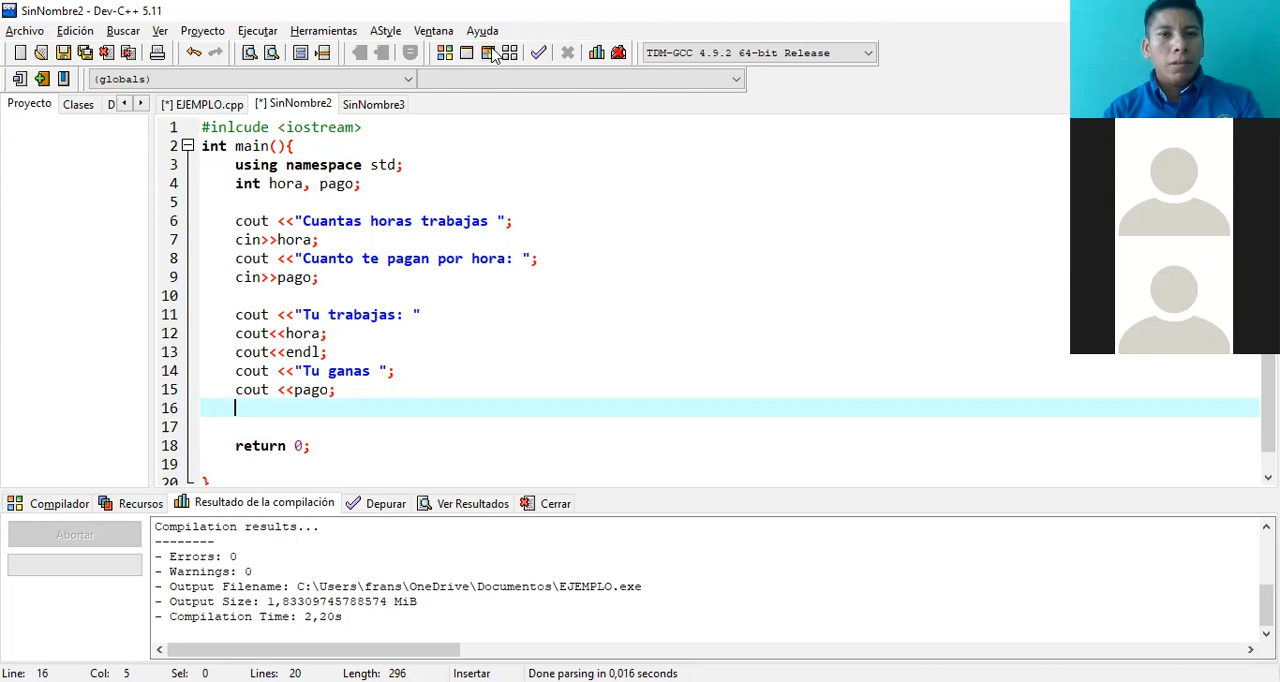 SinNombre2 - Dev-C++ 5.11
Archivo Edición Buscar Ver Proyecto Ejecutar Herramientas AStyle Ventana Ayuda
TDM-GCC 4.9.2 64-bit Release
(globals)
Proyecto Clases D [*] EJEMPLO.cpp [*] SinNombre2 SinNombre3
1 #inlcude <iostream>
2 int main(){
3 using namespace std;
4 int hora, pago;
5
6 cout <<"Cuantas horas trabajas ";
7 cin>>hora;
8 cout <<"Cuanto te pagan por hora: ";
9 cin>>pago;
10
11 cout <<"Tu trabajas: "
12 cout<<hora;
13 cout<<endl;
14 cout <<"Tu ganas ";
15 cout <<pago;
16
17
18 return 0;
19
20 }
Compilador Recursos Resultado de la compilación Depurar Ver Resultados Cerrar
Abortar
Compilation results...
--------
- Errors: 0
- Warnings: 0
- Output Filename: C:\Users\frans\OneDrive\Documentos\EJEMPLO.exe
- Output Size: 1,83309745788574 MiB
- Compilation Time: 2,20s
Line: 16 Col: 5 Sel: 0 Lines: 20 Length: 296 Insertar Done parsing in 0,016 seconds